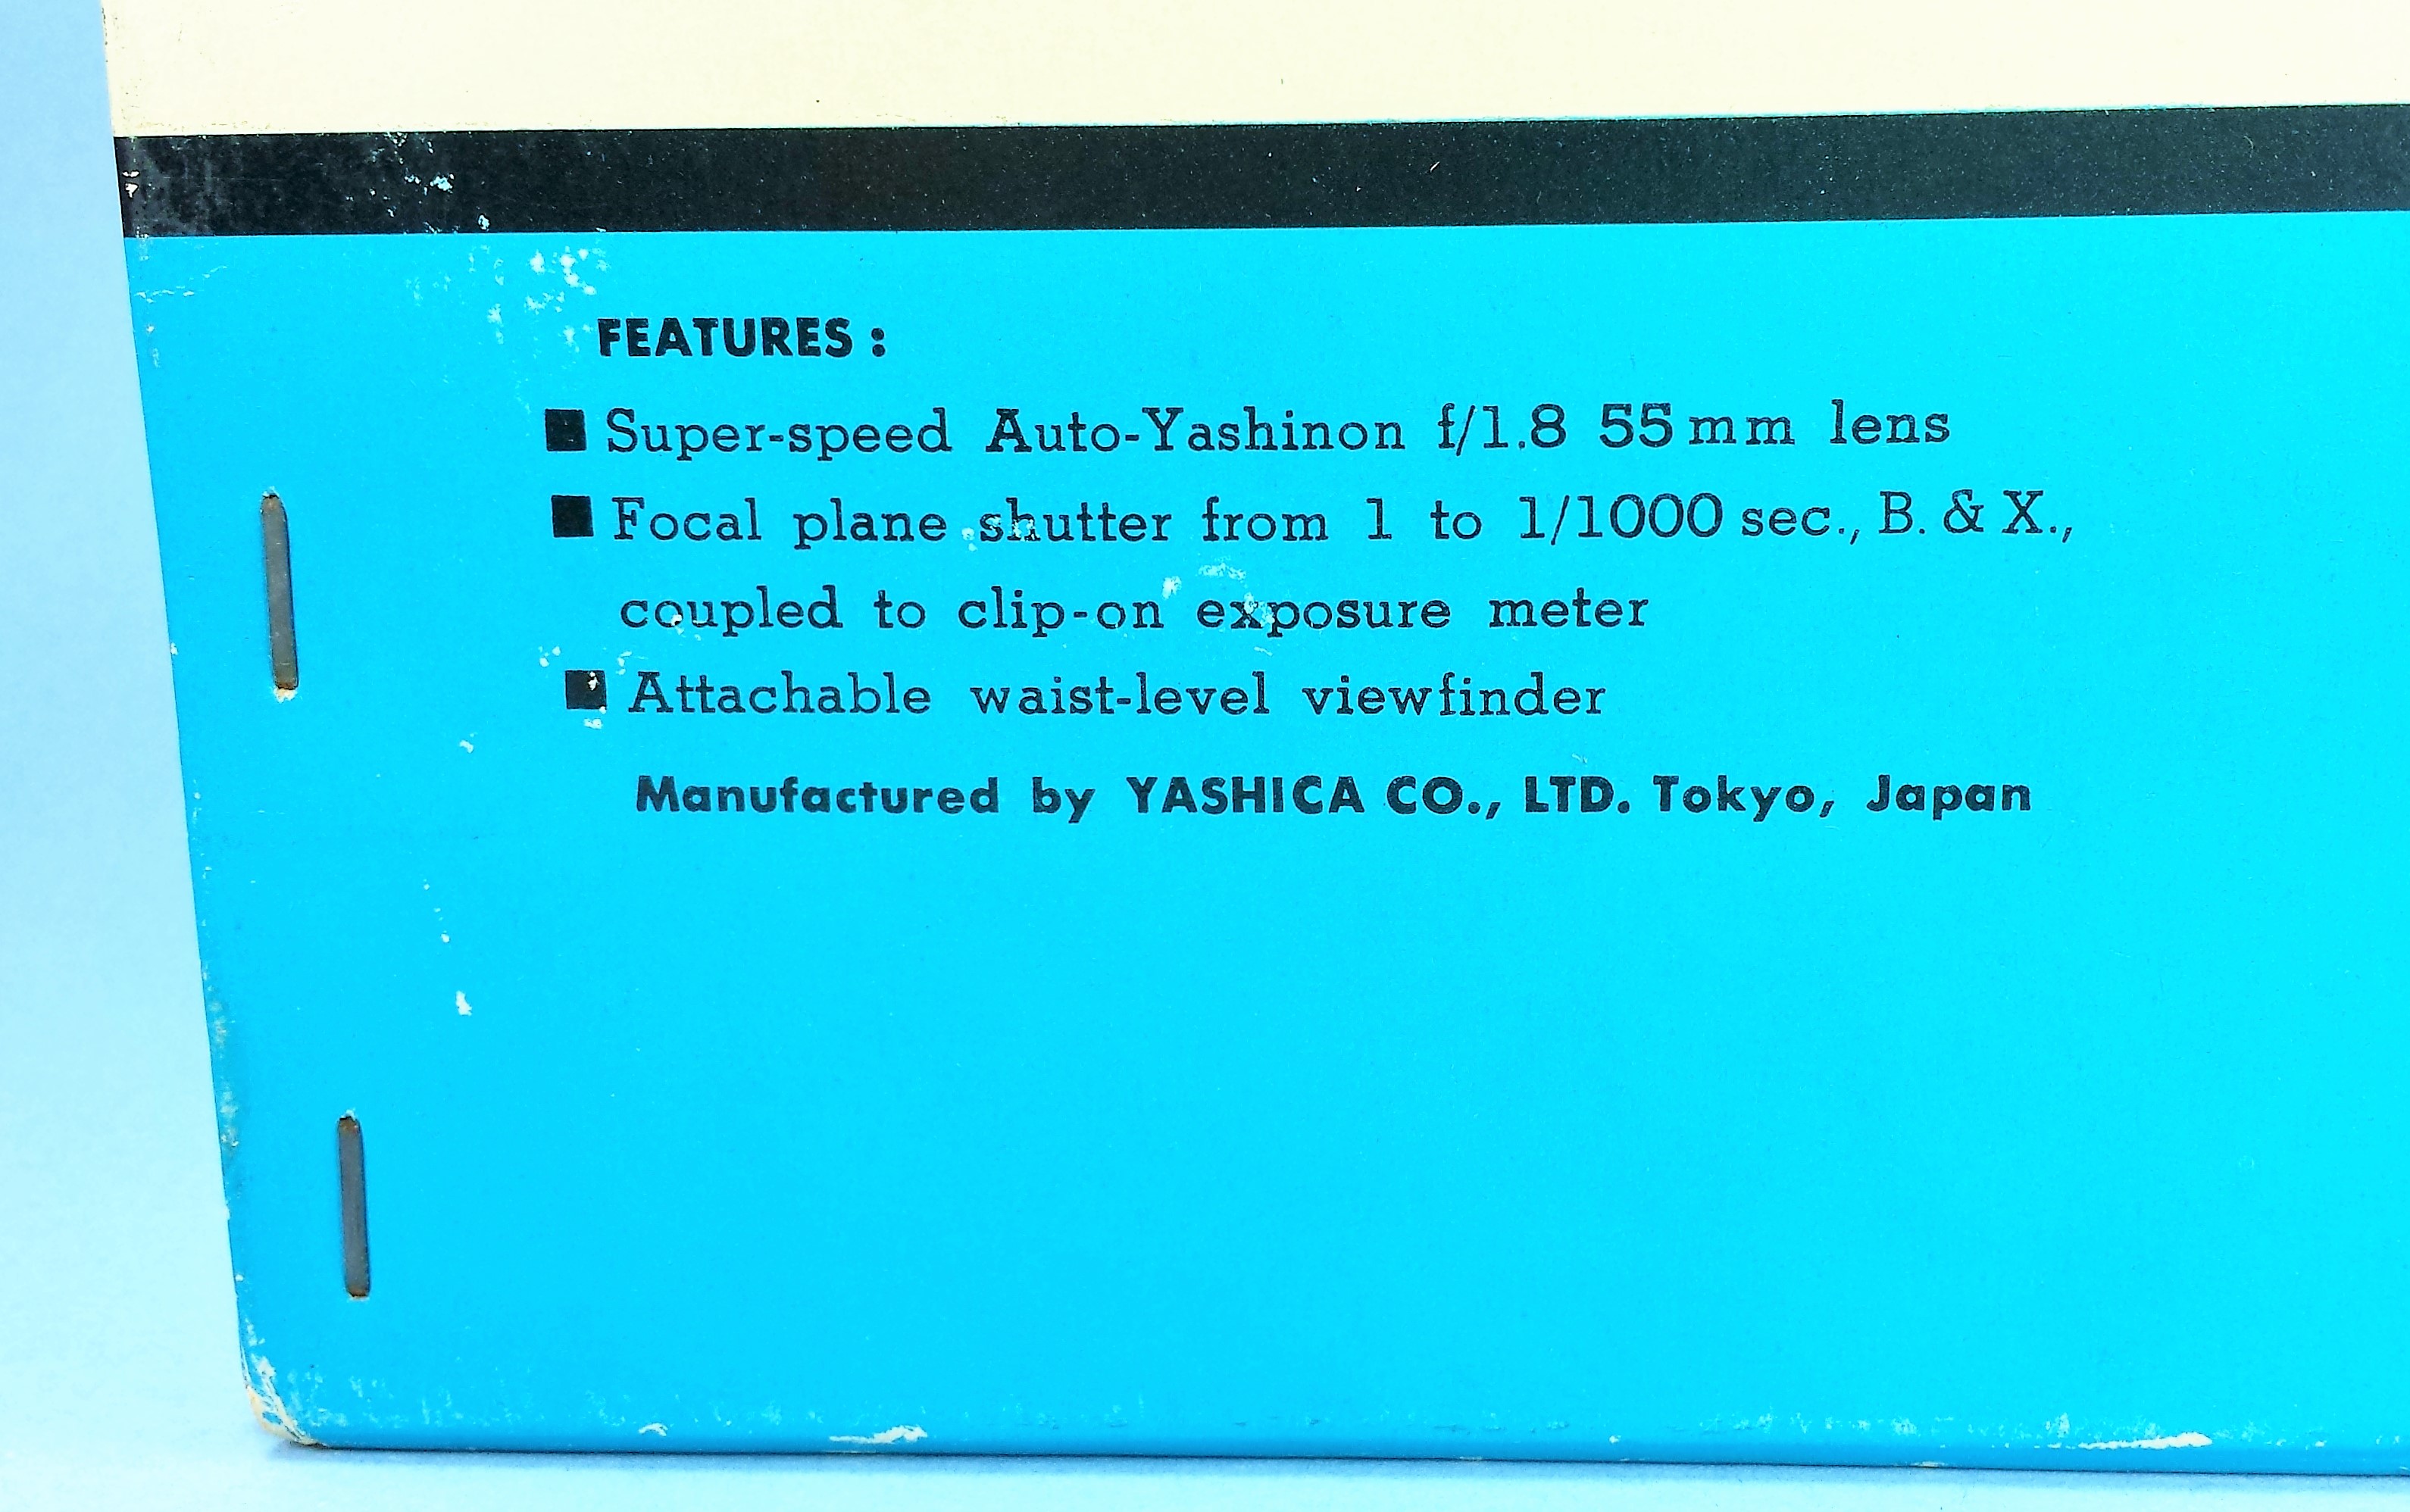 FEATURES :
■ Super-speed Auto-Yashinon f/1.8 55mm lens
■ Focal plane shutter from 1 to 1/1000 sec., B. & X.,
coupled to clip-on exposure meter
■ Attachable waist-level viewfinder
Manufactured by YASHICA CO., LTD. Tokyo, Japan